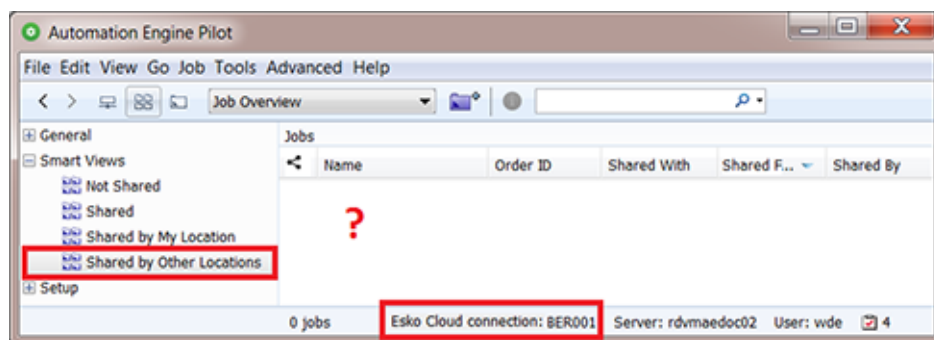 Automation Engine Pilot
File Edit View Go Job Tools Advanced Help
Job Overview
General
Jobs
Smart Views
Name Order ID Shared With Shared F... Shared By
Not Shared
Shared
Shared by My Location
?
Shared by Other Locations
Setup
0 jobs Esko Cloud connection: BER001 Server: rdvmaedoc02 User: wde 4